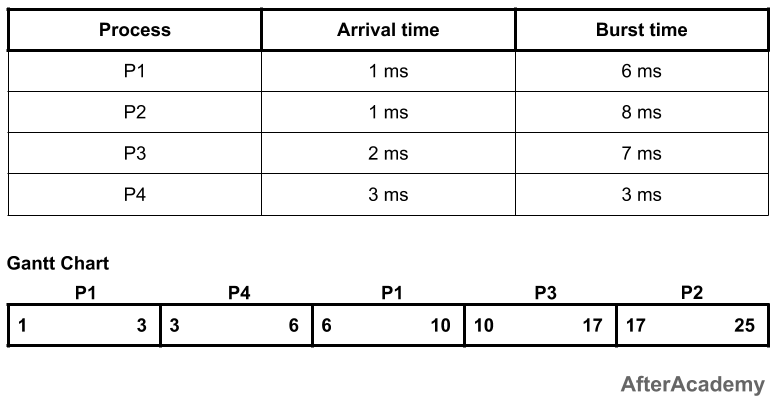 Process Arrival time Burst time
P1 1 ms 6 ms
P2 1 ms 8 ms
P3 2 ms 7 ms
P4 3 ms 3 ms
Gantt Chart
P1 P4 P1 P3 P2
1 3 3 6 6 10 10 17 17 25
AfterAcademy